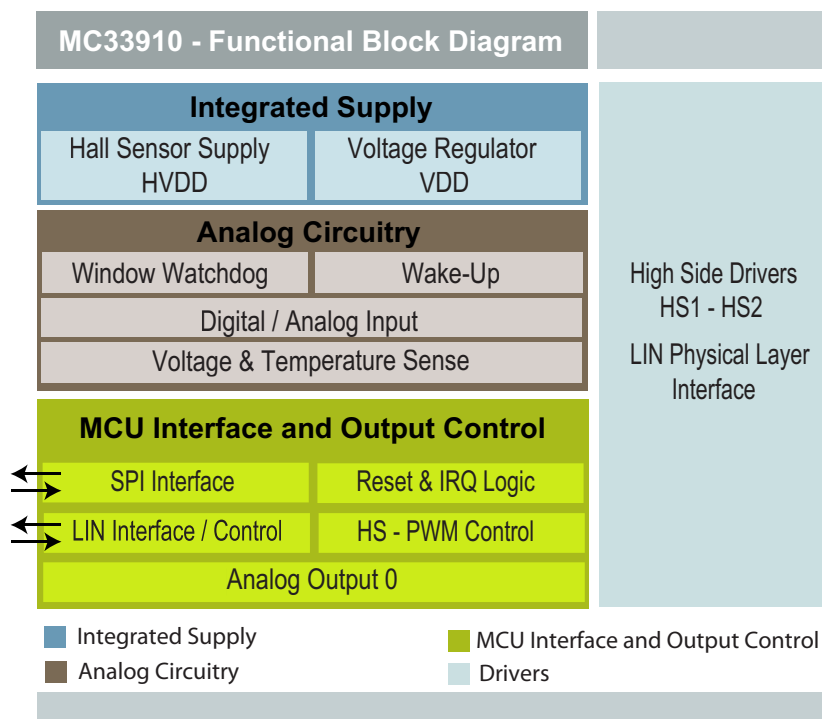 MC33910 - Functional Block Diagram
Integrated Supply
Hall Sensor Supply
HVDD
Voltage Regulator
VDD
Analog Circuitry
Window Watchdog
Wake-Up
Digital / Analog Input
Voltage & Temperature Sense
MCU Interface and Output Control
SPI Interface
Reset & IRQ Logic
LIN Interface / Control
HS - PWM Control
Analog Output 0
High Side Drivers
HS1 - HS2
LIN Physical Layer
Interface
Integrated Supply
Analog Circuitry
MCU Interface and Output Control
Drivers